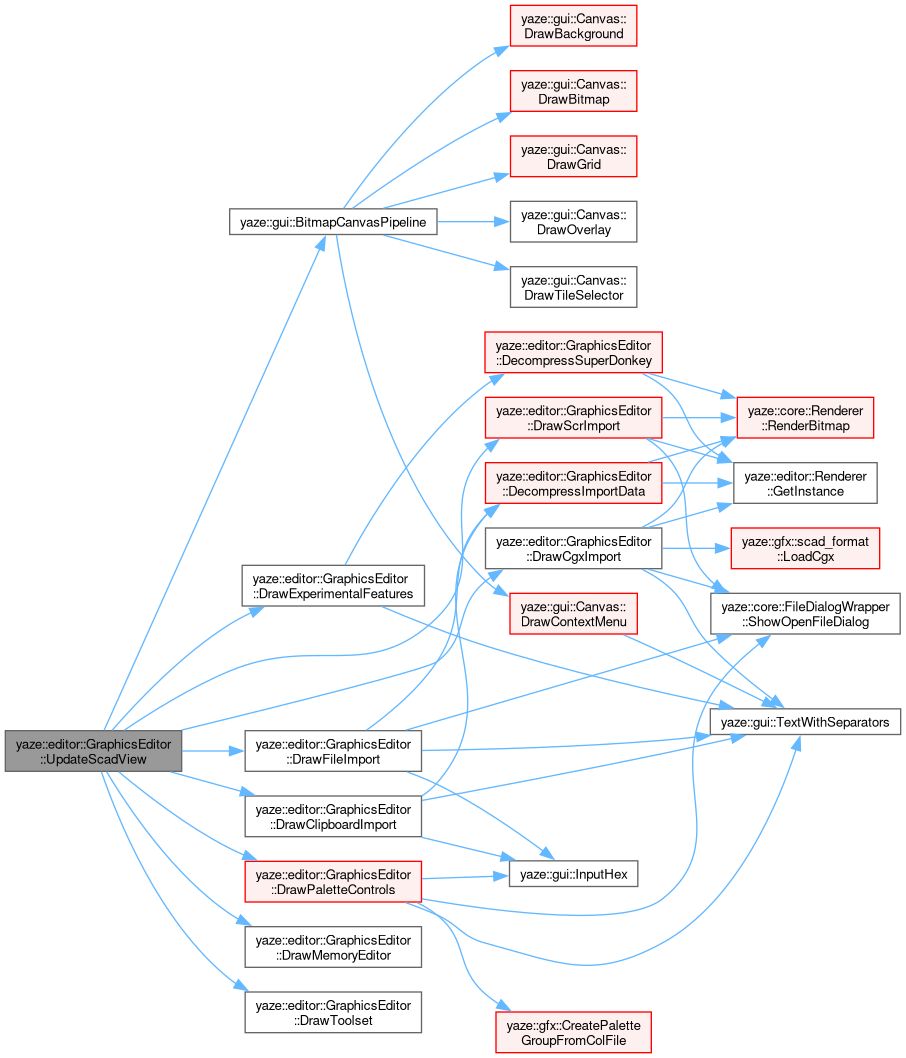 yaze::gui::Canvas::
DrawBackground
yaze::gui::Canvas::
DrawBitmap
yaze::gui::Canvas::
DrawGrid
yaze::gui::BitmapCanvasPipeline
yaze::gui::Canvas::
DrawOverlay
yaze::gui::Canvas::
DrawTileSelector
yaze::editor::GraphicsEditor
::DecompressSuperDonkey
yaze::editor::GraphicsEditor
::DrawScrImport
yaze::core::Renderer
::RenderBitmap
yaze::editor::GraphicsEditor
::DecompressImportData
yaze::editor::Renderer
::GetInstance
yaze::editor::GraphicsEditor
::DrawCgxImport
yaze::gfx::scad_format
::LoadCgx
yaze::editor::GraphicsEditor
::DrawExperimentalFeatures
yaze::gui::Canvas::
DrawContextMenu
yaze::core::FileDialogWrapper
::ShowOpenFileDialog
yaze::editor::GraphicsEditor
::UpdateScadView
yaze::editor::GraphicsEditor
::DrawFileImport
yaze::gui::TextWithSeparators
yaze::editor::GraphicsEditor
::DrawClipboardImport
yaze::editor::GraphicsEditor
::DrawPaletteControls
yaze::gui::InputHex
yaze::editor::GraphicsEditor
::DrawMemoryEditor
yaze::editor::GraphicsEditor
::DrawToolset
yaze::gfx::CreatePalette
GroupFromColFile